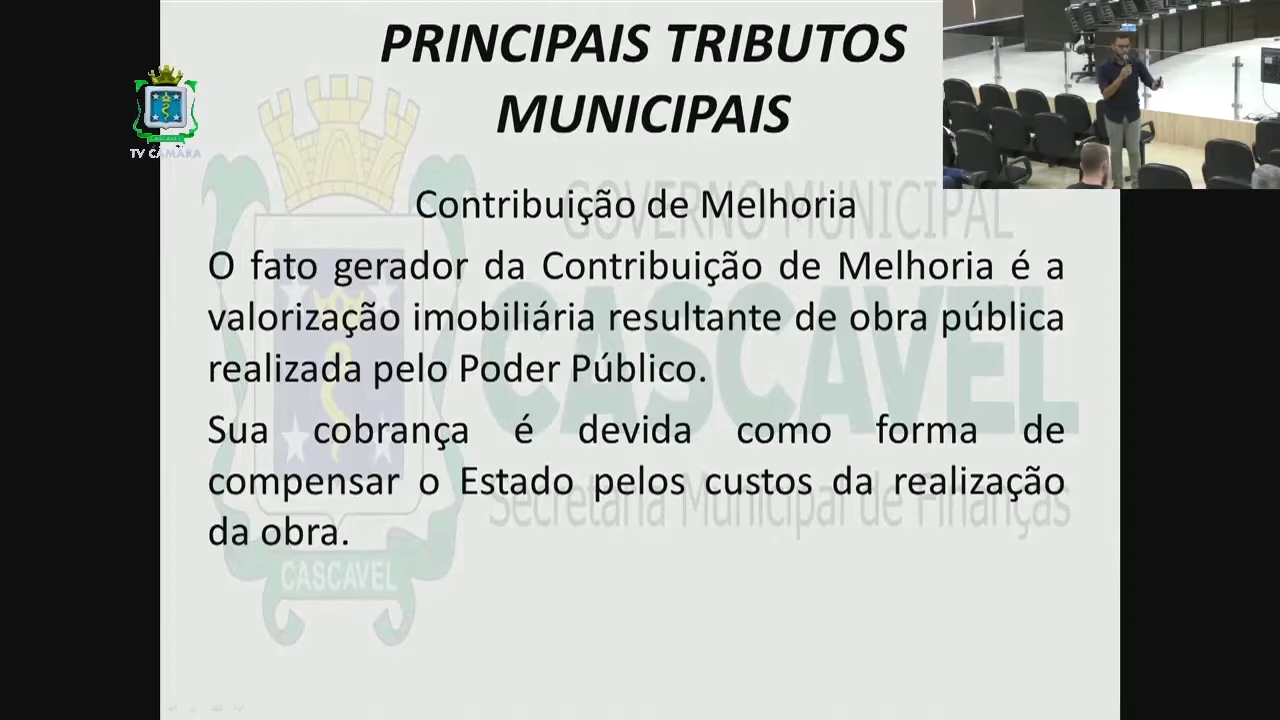 PRINCIPAIS TRIBUTOS
MUNICIPAIS
TV CÂMARA
GOVERNO MUNICIPAL
Contribuição de Melhoria
O fato gerador da Contribuição de Melhoria é a
valorização imobiliária resultante de obra pública
realizada pelo Poder Público.
CASCAVEL
Sua cobrança é devida como forma de
compensar o Estado pelos custos da realização
Secretaria Municipal de Finanças
da obra.
CASCAVEL